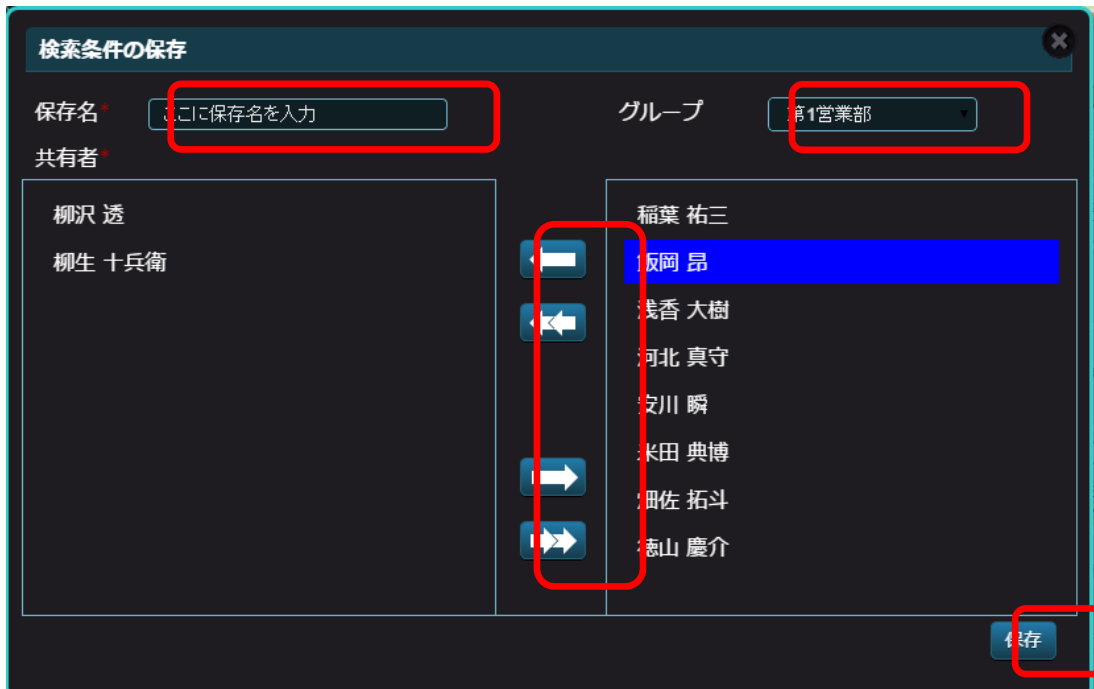 検索条件の保存
保存名* ここに保存名を入力 グループ 第1営業部
共有者*
柳沢 透
柳生 十兵衛
稲葉 祐三
飯岡 昴
浅香 大樹
河北 真守
安川 瞬
米田 典博
畑佐 拓斗
徳山 慶介
保存